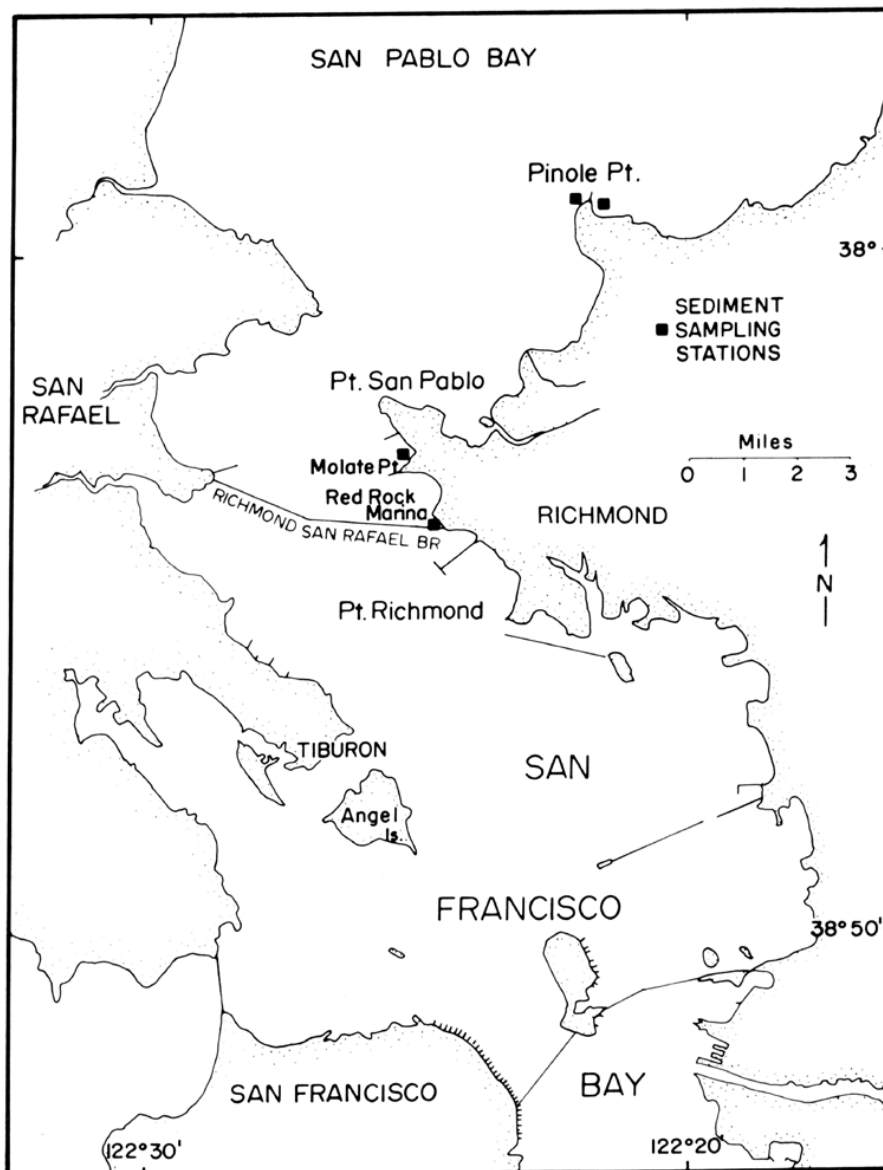 SAN PABLO BAY
Pinole Pt.
38°
SEDIMENT
SAMPLING
STATIONS
Pt. San Pablo
SAN
RAFAEL
Miles
0 1 2 3
Molate Pt.
Red Rock
Marina
RICHMOND SAN RAFAEL BR
RICHMOND
N
Pt. Richmond
TIBURON
SAN
Angel
Is.
FRANCISCO
38° 50'
SAN FRANCISCO
BAY
122° 30'
122° 20'